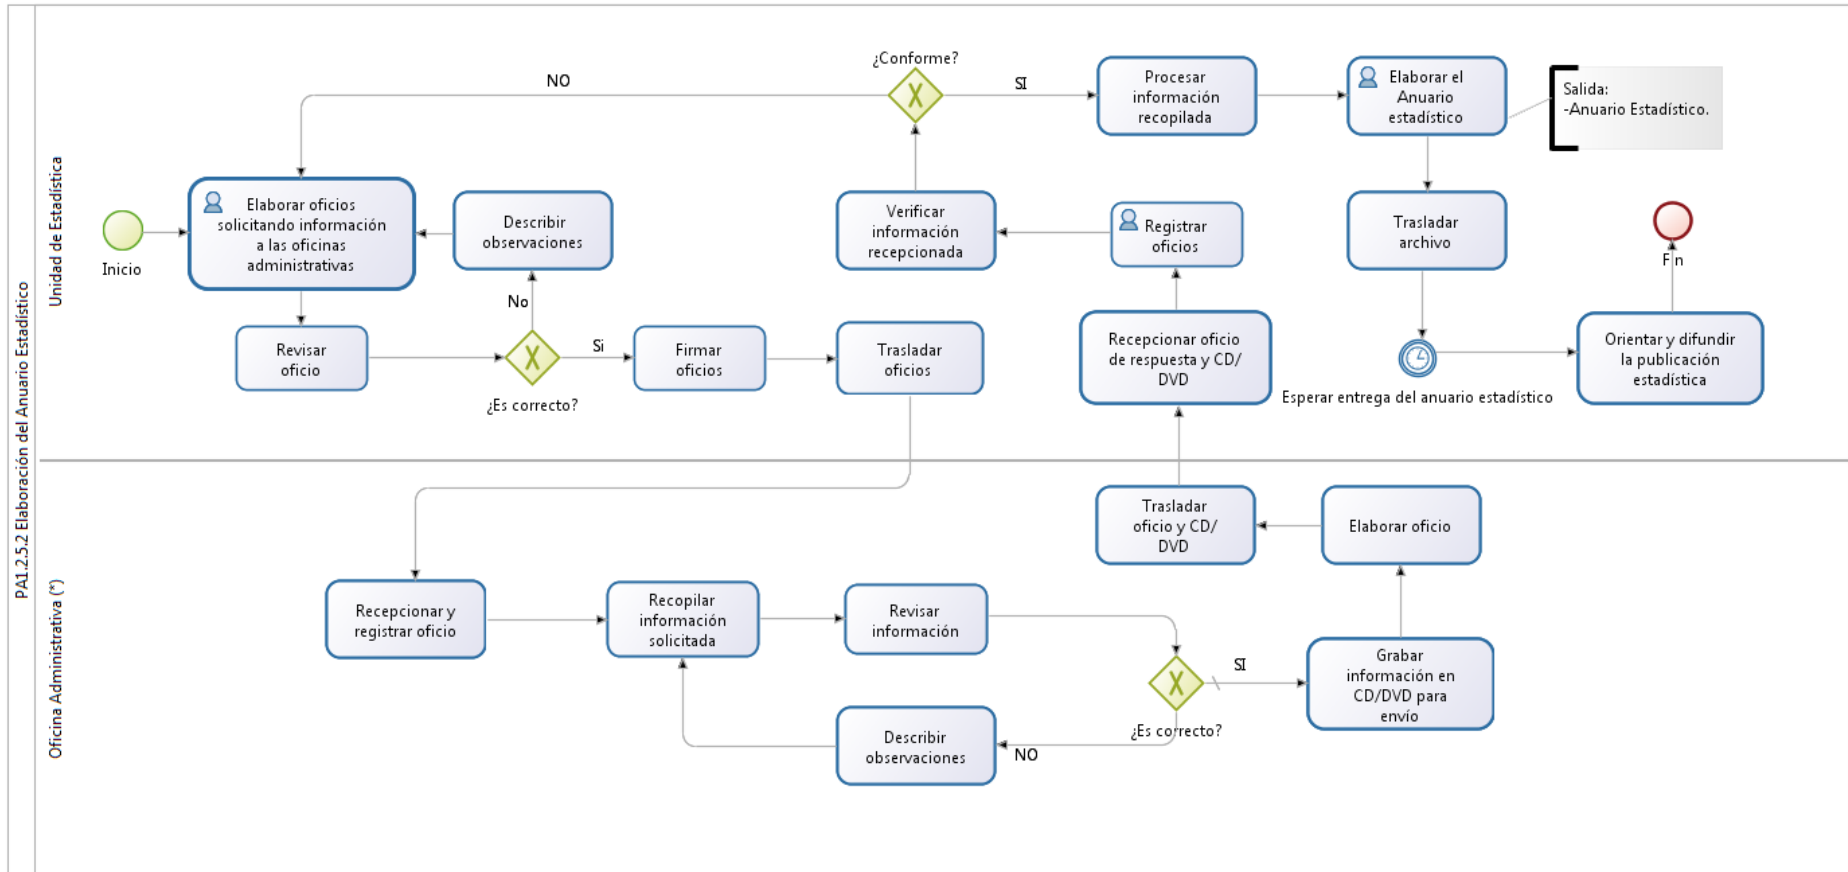 PA1.2.5.2 Elaboración del Anuario Estadístico
Unidad de Estadística
Inicio
Elaborar oficios
solicitando información
a las oficinas
administrativas
Describir
observaciones
No
Revisar
oficio
¿Es correcto?
Si
Firmar
oficios
Trasladar
oficios
NO
¿Conforme?
SI
Verificar
información
recepcionada
Registrar
oficios
Recepcionar oficio
de respuesta y CD/
DVD
Procesar
información
recopilada
Elaborar el
Anuario
estadístico
Salida:
-Anuario Estadístico.
Trasladar
archivo
Esperar entrega del anuario estadístico
Orientar y difundir
la publicación
estadística
Fin
Oficina Administrativa (*)
Recepcionar y
registrar oficio
Recopilar
información
solicitada
Revisar
información
¿Es correcto?
NO
Describir
observaciones
SI
Grabar
información en
CD/DVD para
envío
Elaborar oficio
Trasladar
oficio y CD/
DVD